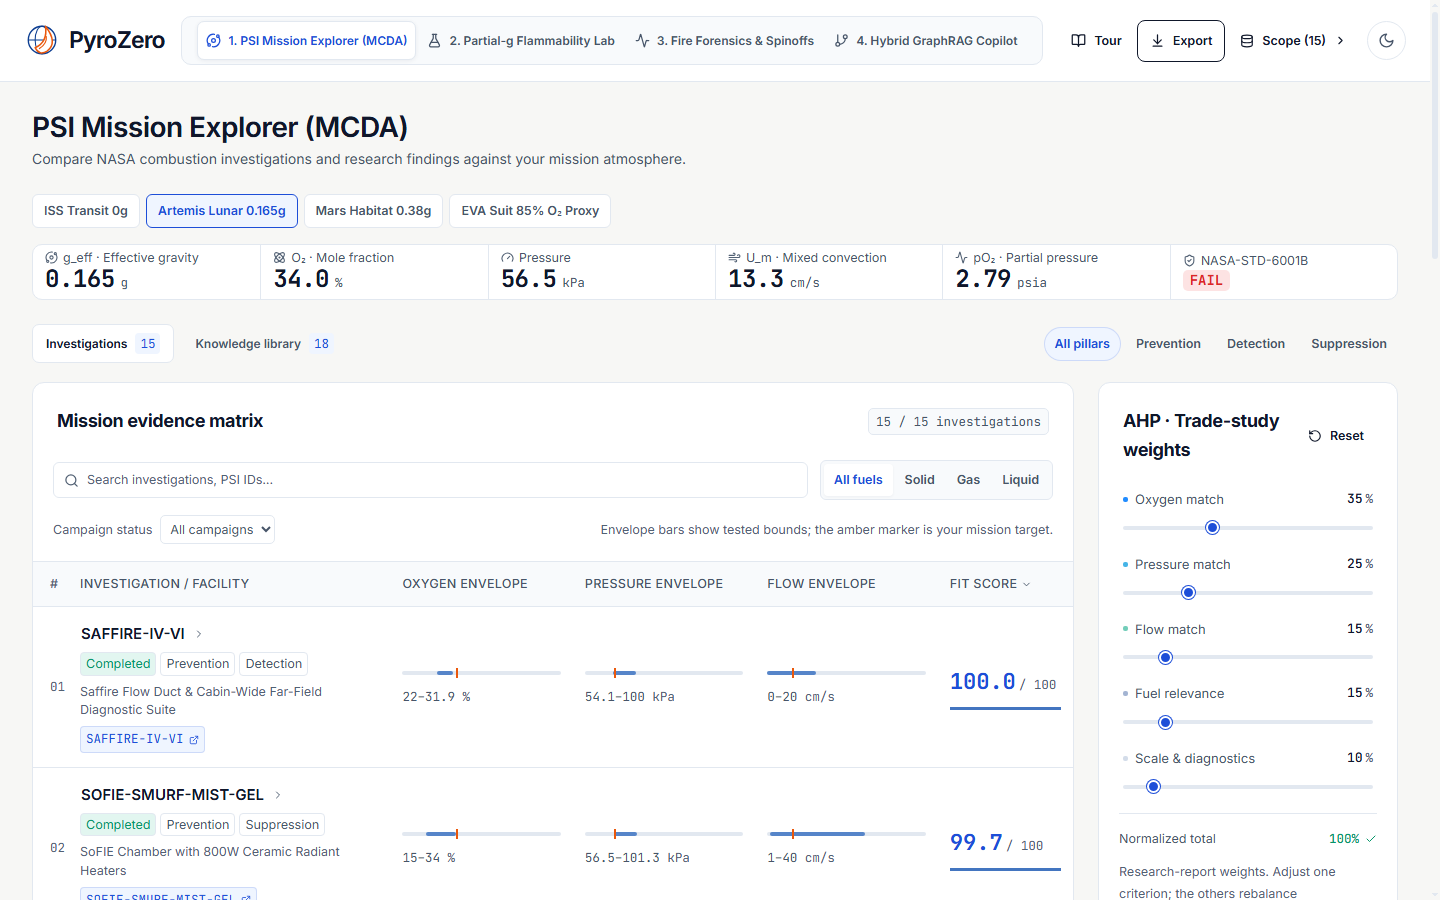 PyroZero
1. PSI Mission Explorer (MCDA)
2. Partial-g Flammability Lab
3. Fire Forensics & Spinoffs
4. Hybrid GraphRAG Copilot
Tour
Export
Scope (15)
PSI Mission Explorer (MCDA)
Compare NASA combustion investigations and research findings against your mission atmosphere.
ISS Transit 0g
Artemis Lunar 0.165g
Mars Habitat 0.38g
EVA Suit 85% O₂ Proxy
g_eff · Effective gravity
0.165 g
O₂ · Mole fraction
34.0 %
Pressure
56.5 kPa
U_m · Mixed convection
13.3 cm/s
pO₂ · Partial pressure
2.79 psia
NASA-STD-6001B
FAIL
Investigations 15
Knowledge library 18
All pillars
Prevention
Detection
Suppression
Mission evidence matrix
15 / 15 investigations
Search investigations, PSI IDs...
All fuels
Solid
Gas
Liquid
Campaign status
All campaigns
Envelope bars show tested bounds; the amber marker is your mission target.
# INVESTIGATION / FACILITY OXYGEN ENVELOPE PRESSURE ENVELOPE FLOW ENVELOPE FIT SCORE
01
SAFFIRE-IV-VI
Completed Prevention Detection
Saffire Flow Duct & Cabin-Wide Far-Field
Diagnostic Suite
SAFFIRE-IV-VI
22–31.9 %
54.1–100 kPa
0–20 cm/s
100.0 / 100
02
SOFIE-SMURF-MIST-GEL
Completed Prevention Suppression
SoFIE Chamber with 800W Ceramic Radiant
Heaters
SOFIE-SMURF-MIST-GEL
15–34 %
56.5–101.3 kPa
1–40 cm/s
99.7 / 100
AHP · Trade-study
weights
Reset
Oxygen match 35 %
Pressure match 25 %
Flow match 15 %
Fuel relevance 15 %
Scale & diagnostics 10 %
Normalized total 100%
Research-report weights. Adjust one
criterion; the others rebalance